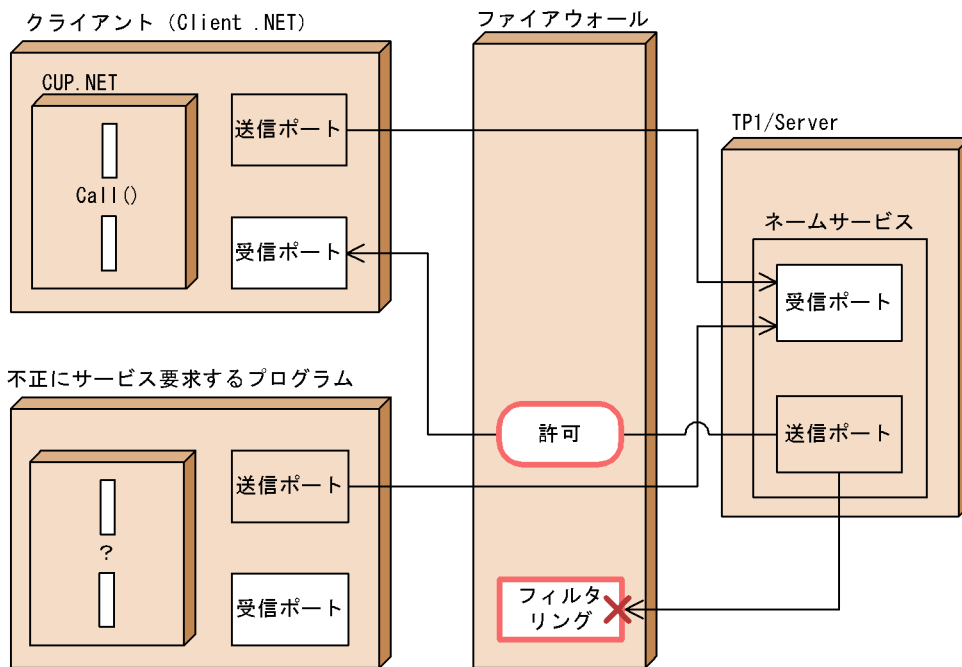 クライアント（Client .NET）
ファイアウォール
CUP.NET
送信ポート
Call()
受信ポート
TP1/Server
ネームサービス
受信ポート
送信ポート
許可
不正にサービス要求するプログラム
送信ポート
?
受信ポート
フィルタ
リング